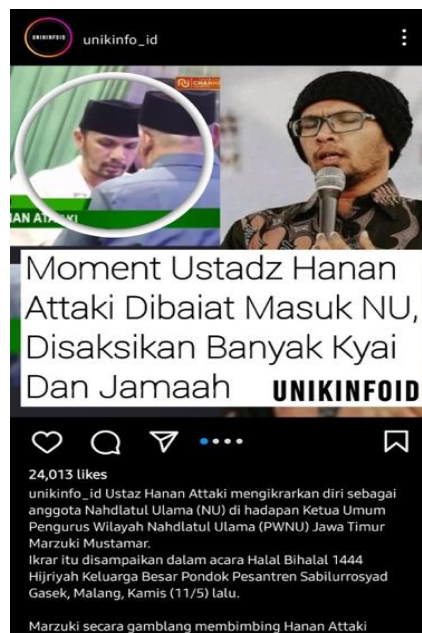 UNIKINFOID
unikinfo_id
CHANNEL
HANAN ATTAKI
Moment Ustadz Hanan
Attaki Dibaiat Masuk NU,
Disaksikan Banyak Kyai
Dan Jamaah
UNIKINFOID
24,013 likes
unikinfo_id Ustaz Hanan Attaki mengikrarkan diri sebagai
anggota Nahdlatul Ulama (NU) di hadapan Ketua Umum
Pengurus Wilayah Nahdlatul Ulama (PWNU) Jawa Timur
Marzuki Mustamar.
Ikrar itu disampaikan dalam acara Halal Bihalal 1444
Hijriyah Keluarga Besar Pondok Pesantren Sabilurrosyad
Gasek, Malang, Kamis (11/5) lalu.
Marzuki secara gamblang membimbing Hanan Attaki